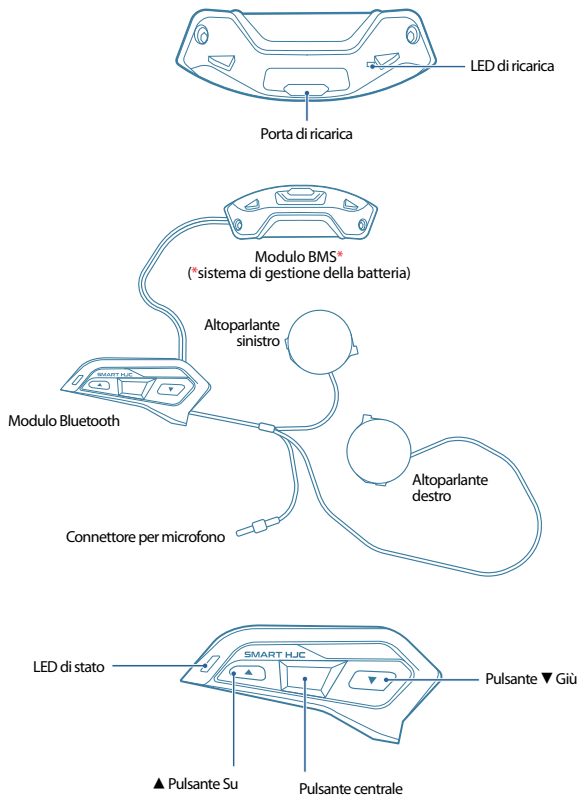 LED di ricarica
Porta di ricarica
Modulo BMS*
(*sistema di gestione della batteria)
Altoparlante
sinistro
SMART HJC
▲
▼
Modulo Bluetooth
Altoparlante
destro
Connettore per microfono
SMART HJC
LED di stato
▲
▼
Pulsante ▼ Giù
▲ Pulsante Su
Pulsante centrale